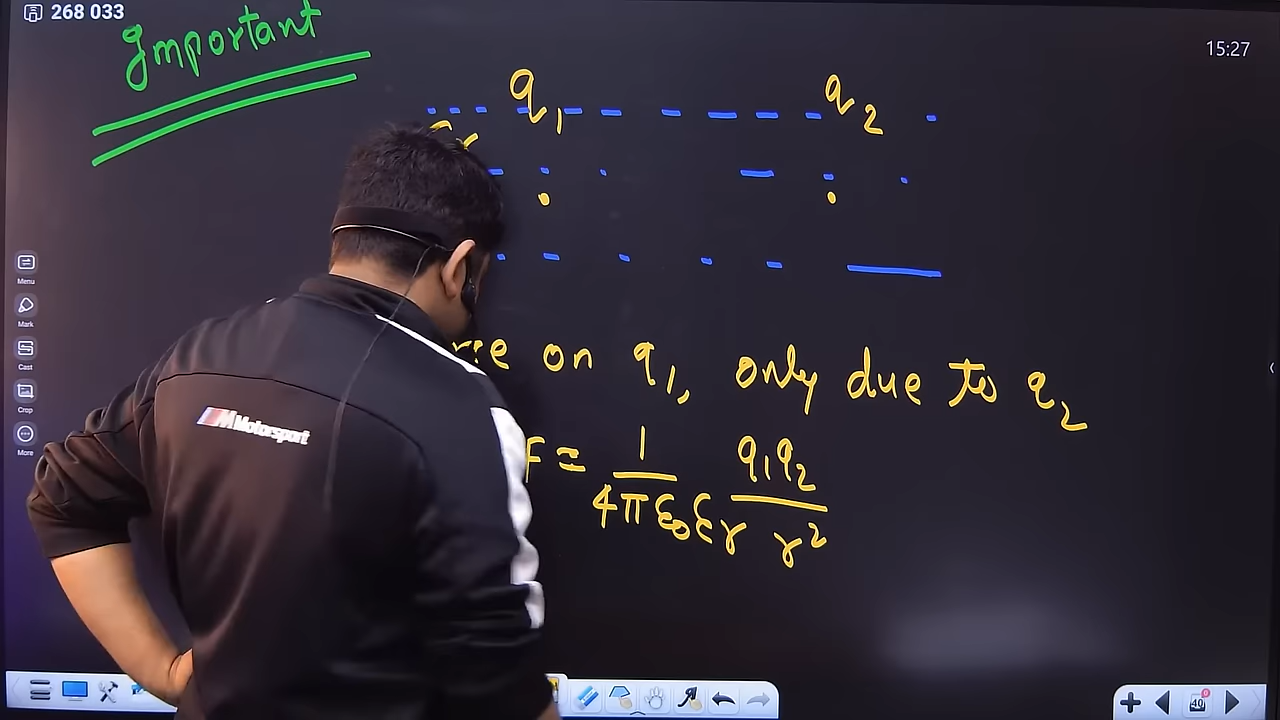 268 033
15:27
Important
q₁ q₂
on q₁, only due to q₂
F = 1/4πε₀εr q₁q₂/r²
M Motorsport
Menu
Mark
Cast
Crop
More
40